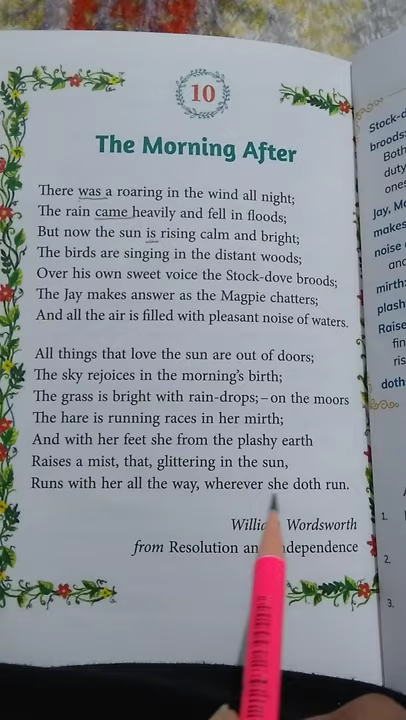 10
The Morning After
There was a roaring in the wind all night;
The rain came heavily and fell in floods;
But now the sun is rising calm and bright;
The birds are singing in the distant woods;
Over his own sweet voice the Stock-dove broods;
The Jay makes answer as the Magpie chatters;
And all the air is filled with pleasant noise of waters.
All things that love the sun are out of doors;
The sky rejoices in the morning's birth;
The grass is bright with rain-drops;–on the moors
The hare is running races in her mirth;
And with her feet she from the plashy earth
Raises a mist, that, glittering in the sun,
Runs with her all the way, wherever she doth run.
Wordsworth
from Resolution
Stock-d
broods:
Both
duty
ones
Jay, Ma
makes
noise
and
mirth:
plash
Raise
fin
ris
doth
1.
2.
3.